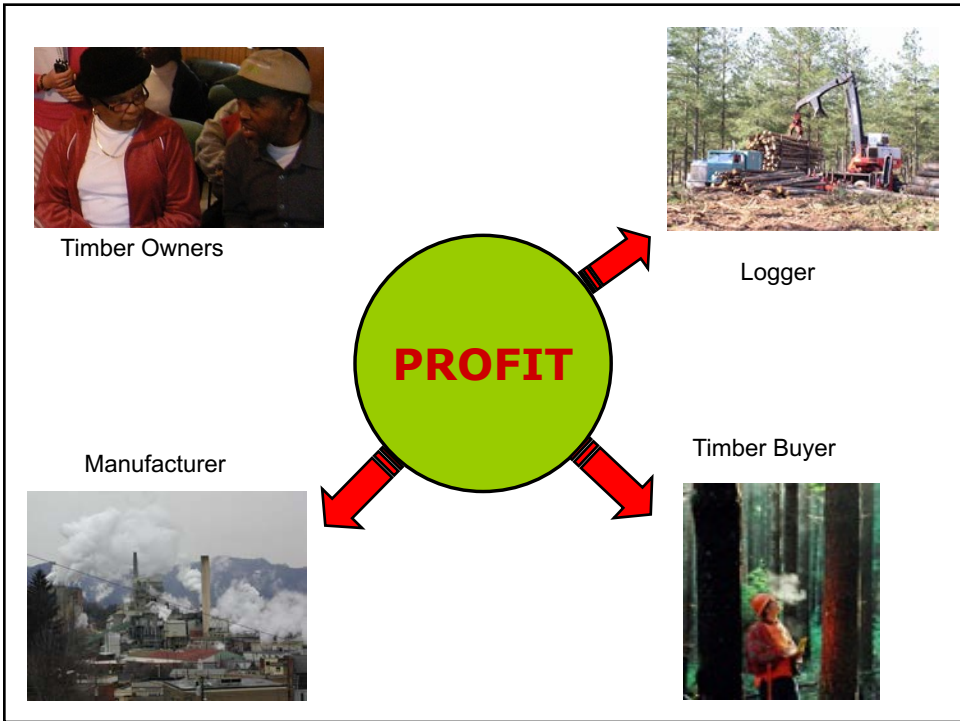 Timber Owners
Logger
PROFIT
Manufacturer
Timber Buyer